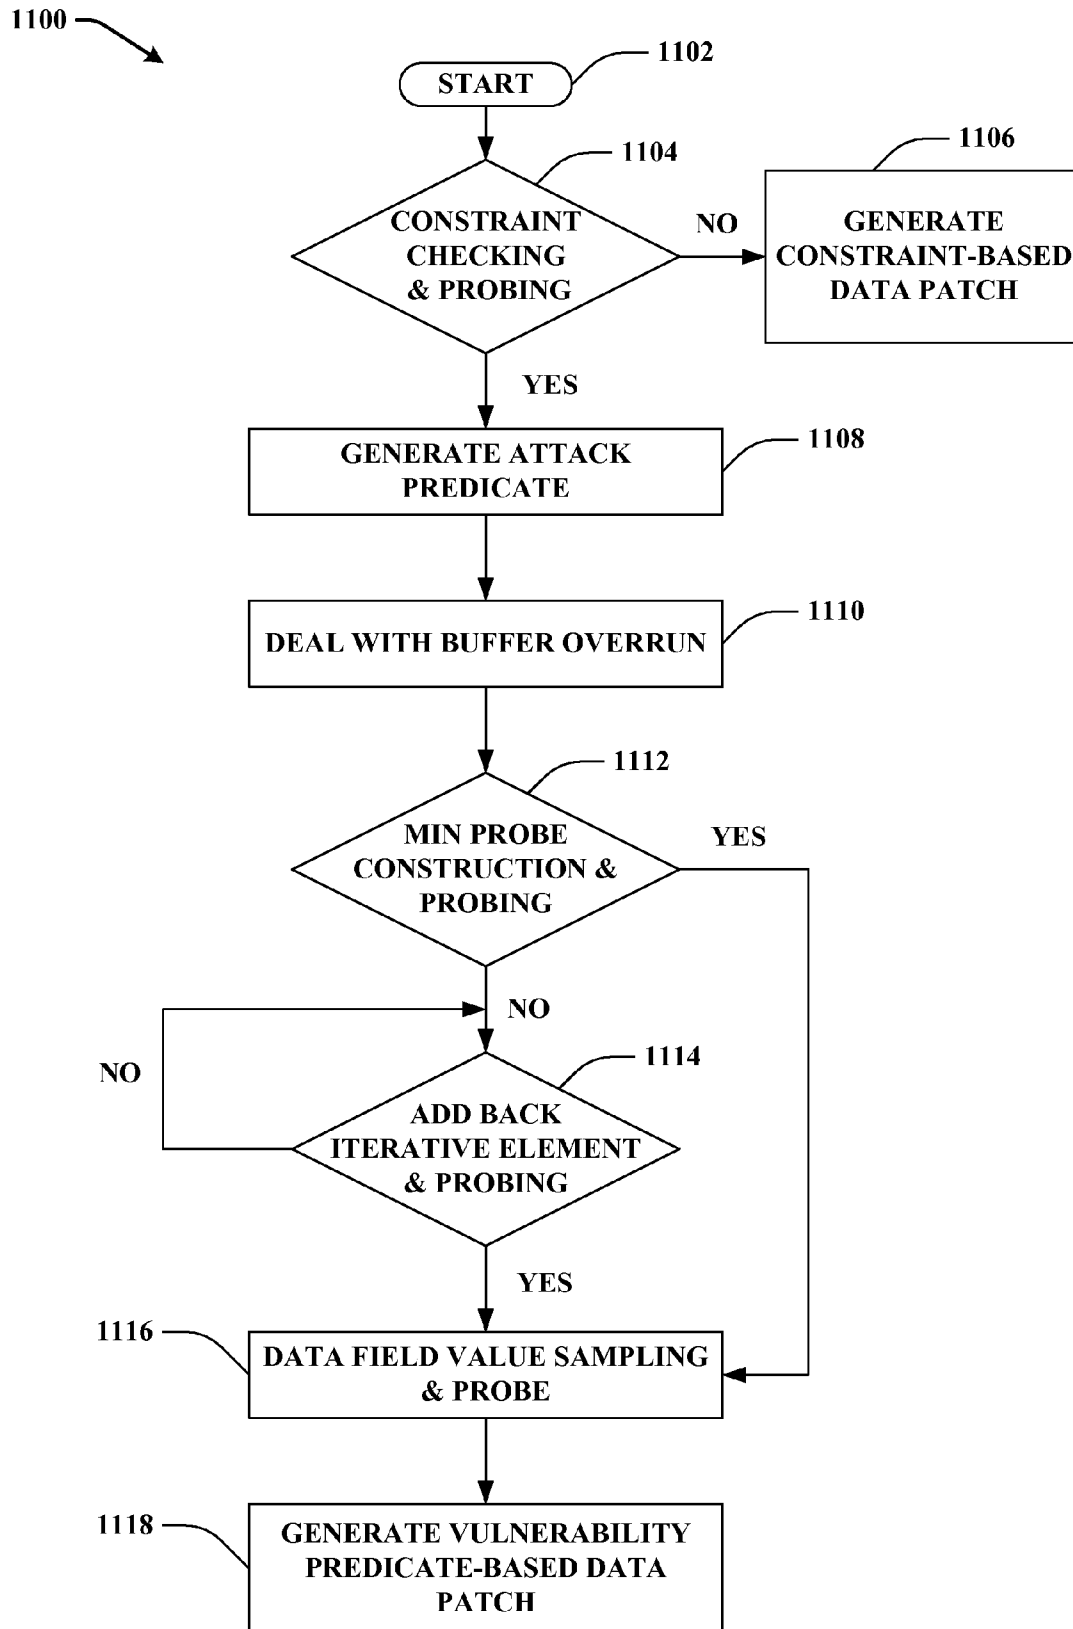 1100
START
1102
CONSTRAINT
CHECKING
& PROBING
1104
NO
GENERATE
CONSTRAINT-BASED
DATA PATCH
1106
YES
GENERATE ATTACK
PREDICATE
1108
DEAL WITH BUFFER OVERRUN
1110
MIN PROBE
CONSTRUCTION &
PROBING
1112
YES
NO
NO
ADD BACK
ITERATIVE ELEMENT
& PROBING
1114
YES
1116
DATA FIELD VALUE SAMPLING
& PROBE
1118
GENERATE VULNERABILITY
PREDICATE-BASED DATA
PATCH